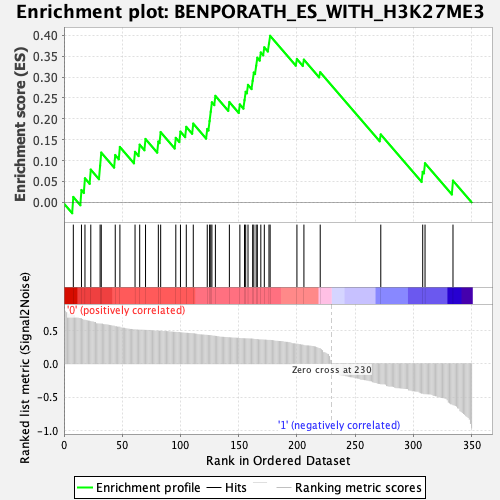 Enrichment plot: BENPORATH_ES_WITH_H3K27ME3
Enrichment score (ES)
0.40
0.35
0.30
0.25
0.20
0.15
0.10
0.05
0.00
'0' (positively correlated)
Ranked list metric (Signal2Noise)
0.5
0.0
-0.5
-1.0
Zero cross at 230
'1' (negatively correlated)
0 50 100 150 200 250 300 350
Rank in Ordered Dataset
Enrichment profile Hits Ranking metric scores